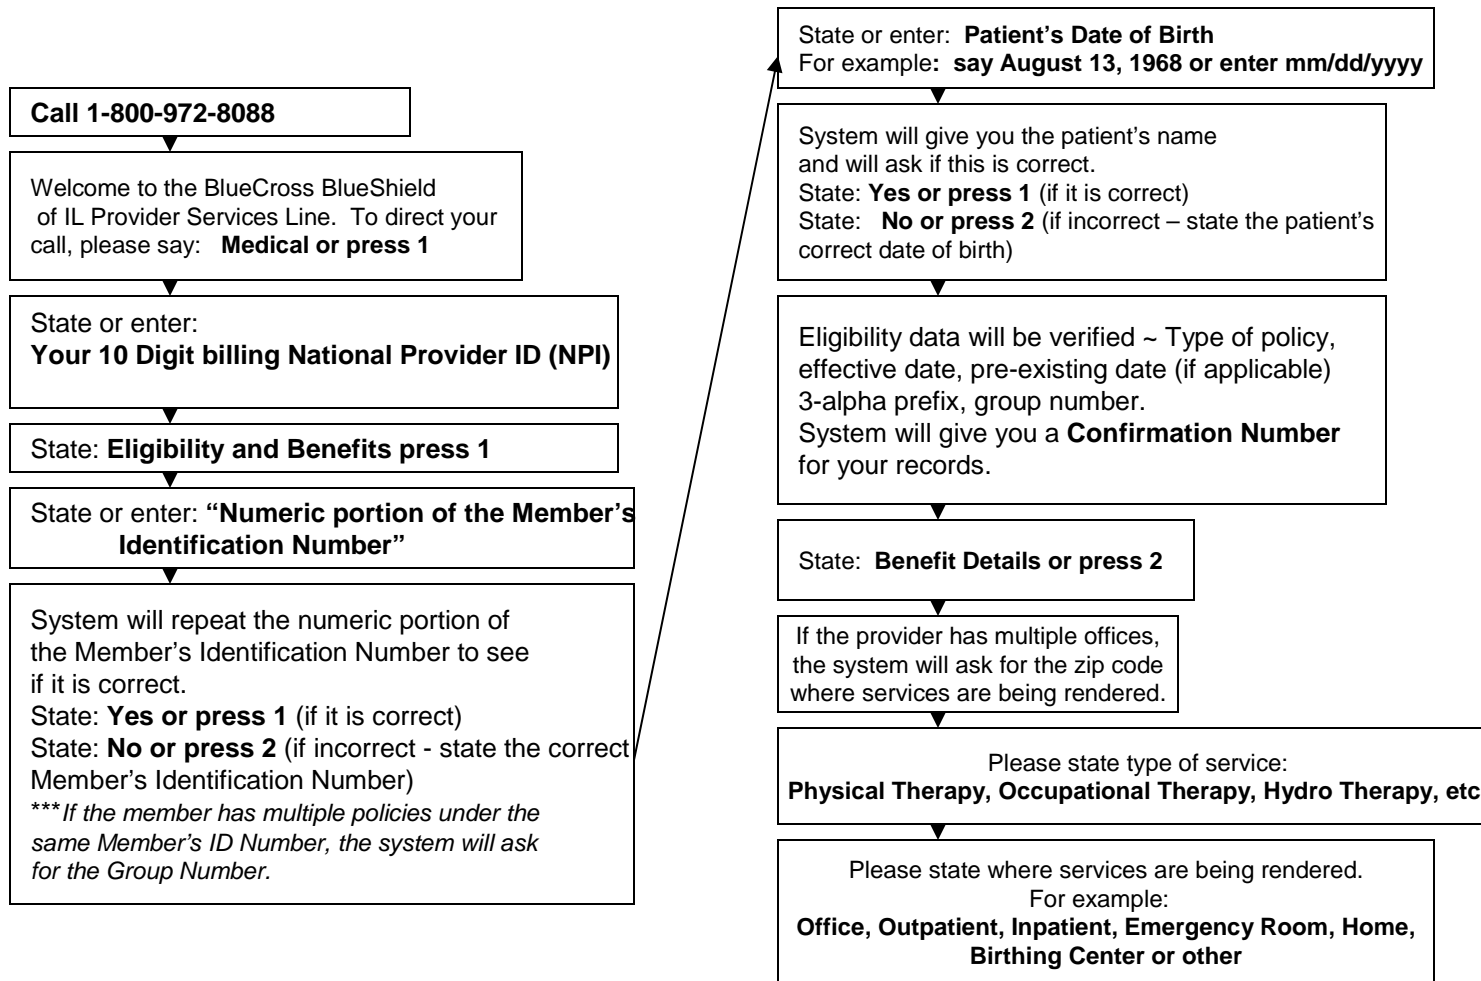 Call 1-800-972-8088
Welcome to the BlueCross BlueShield
of IL Provider Services Line. To direct your
call, please say: Medical or press 1
State or enter:
Your 10 Digit billing National Provider ID (NPI)
State: Eligibility and Benefits press 1
State or enter: “Numeric portion of the Member’s
Identification Number”
System will repeat the numeric portion of
the Member’s Identification Number to see
if it is correct.
State: Yes or press 1 (if it is correct)
State: No or press 2 (if incorrect - state the correct
Member’s Identification Number)
***If the member has multiple policies under the
same Member’s ID Number, the system will ask
for the Group Number.
State or enter: Patient’s Date of Birth
For example: say August 13, 1968 or enter mm/dd/yyyy
System will give you the patient’s name
and will ask if this is correct.
State: Yes or press 1 (if it is correct)
State: No or press 2 (if incorrect – state the patient’s
correct date of birth)
Eligibility data will be verified ~ Type of policy,
effective date, pre-existing date (if applicable)
3-alpha prefix, group number.
System will give you a Confirmation Number
for your records.
State: Benefit Details or press 2
If the provider has multiple offices,
the system will ask for the zip code
where services are being rendered.
Please state type of service:
Physical Therapy, Occupational Therapy, Hydro Therapy, etc
Please state where services are being rendered.
For example:
Office, Outpatient, Inpatient, Emergency Room, Home,
Birthing Center or other